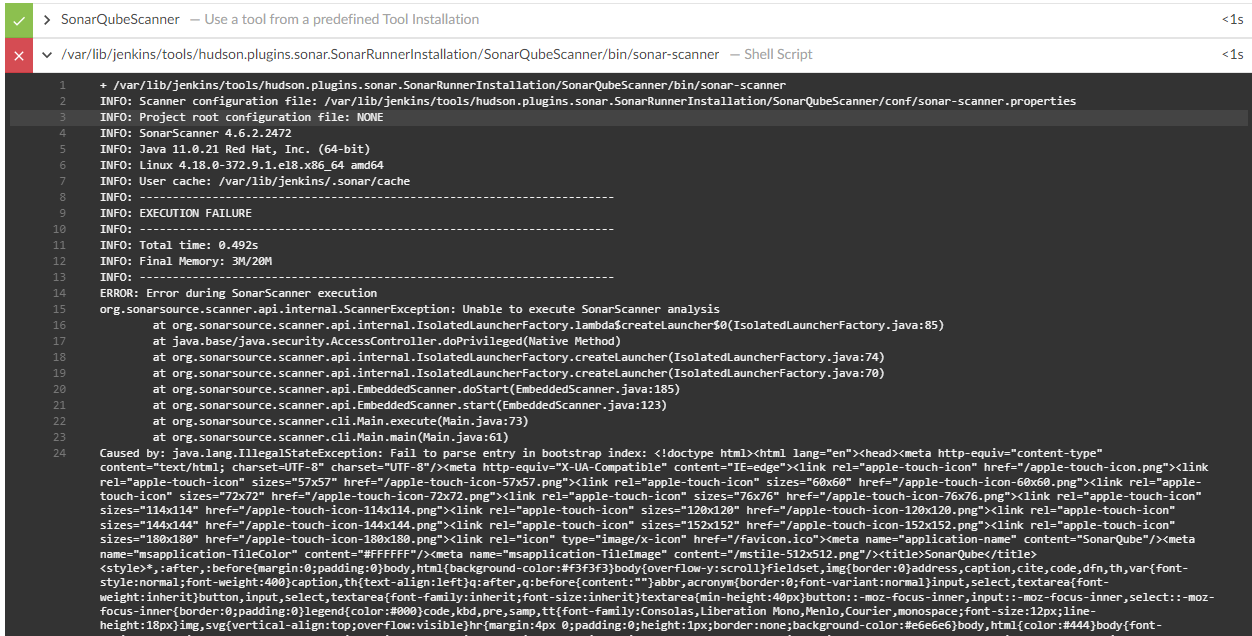 SonarQubeScanner — Use a tool from a predefined Tool Installation <1s
/var/lib/jenkins/tools/hudson.plugins.sonar.SonarRunnerInstallation/SonarQubeScanner/bin/sonar-scanner — Shell Script <1s
1 + /var/lib/jenkins/tools/hudson.plugins.sonar.SonarRunnerInstallation/SonarQubeScanner/bin/sonar-scanner
2 INFO: Scanner configuration file: /var/lib/jenkins/tools/hudson.plugins.sonar.SonarRunnerInstallation/SonarQubeScanner/conf/sonar-scanner.properties
3 INFO: Project root configuration file: NONE
4 INFO: SonarScanner 4.6.2.2472
5 INFO: Java 11.0.21 Red Hat, Inc. (64-bit)
6 INFO: Linux 4.18.0-372.9.1.el8.x86_64 amd64
7 INFO: User cache: /var/lib/jenkins/.sonar/cache
8 INFO: ------------------------------------------------------------------------
9 INFO: EXECUTION FAILURE
10 INFO: ------------------------------------------------------------------------
11 INFO: Total time: 0.492s
12 INFO: Final Memory: 3M/20M
13 INFO: ------------------------------------------------------------------------
14 ERROR: Error during SonarScanner execution
15 org.sonarsource.scanner.api.internal.ScannerException: Unable to execute SonarScanner analysis
16 at org.sonarsource.scanner.api.internal.IsolatedLauncherFactory.lambda$createLauncher$0(IsolatedLauncherFactory.java:85)
17 at java.base/java.security.AccessController.doPrivileged(Native Method)
18 at org.sonarsource.scanner.api.internal.IsolatedLauncherFactory.createLauncher(IsolatedLauncherFactory.java:74)
19 at org.sonarsource.scanner.api.internal.IsolatedLauncherFactory.createLauncher(IsolatedLauncherFactory.java:70)
20 at org.sonarsource.scanner.api.EmbeddedScanner.doStart(EmbeddedScanner.java:185)
21 at org.sonarsource.scanner.api.EmbeddedScanner.start(EmbeddedScanner.java:123)
22 at org.sonarsource.scanner.cli.Main.execute(Main.java:73)
23 at org.sonarsource.scanner.cli.Main.main(Main.java:61)
24 Caused by: java.lang.IllegalStateException: Fail to parse entry in bootstrap index: <!doctype html><html lang="en"><head><meta http-equiv="content-type"
content="text/html; charset=UTF-8" charset="UTF-8"/><meta http-equiv="X-UA-Compatible" content="IE=edge"><link rel="apple-touch-icon" href="/apple-touch-icon.png"><link
rel="apple-touch-icon" sizes="57x57" href="/apple-touch-icon-57x57.png"><link rel="apple-touch-icon" sizes="60x60" href="/apple-touch-icon-60x60.png"><link rel="apple-
touch-icon" sizes="72x72" href="/apple-touch-icon-72x72.png"><link rel="apple-touch-icon" sizes="76x76" href="/apple-touch-icon-76x76.png"><link rel="apple-touch-icon"
sizes="114x114" href="/apple-touch-icon-114x114.png"><link rel="apple-touch-icon" sizes="120x120" href="/apple-touch-icon-120x120.png"><link rel="apple-touch-icon"
sizes="144x144" href="/apple-touch-icon-144x144.png"><link rel="apple-touch-icon" sizes="152x152" href="/apple-touch-icon-152x152.png"><link rel="apple-touch-icon"
sizes="180x180" href="/apple-touch-icon-180x180.png"><link rel="icon" type="image/x-icon" href="/favicon.ico"><meta name="application-name" content="SonarQube"/><meta
name="msapplication-TileColor" content="#FFFFFF"/><meta name="msapplication-TileImage" content="/mstile-512x512.png"/><title>SonarQube</title>
<style>*,:after,:before{margin:0;padding:0}body,html{background-color:#f3f3f3}body{overflow-y:scroll}fieldset,img{border:0}address,caption,cite,code,dfn,th,var{font-
style:normal;font-weight:400}caption,th{text-align:left}q:after,q:before{content:""}abbr,acronym{border:0;font-variant:normal}input,select,textarea{font-
weight:inherit}button,input,select,textarea{font-family:inherit;font-size:inherit}textarea{min-height:40px}button::-moz-focus-inner,input::-moz-focus-inner,select::-moz-
focus-inner{border:0;padding:0}legend{color:#000}code,kbd,pre,samp,tt{font-family:Consolas,Liberation Mono,Menlo,Courier,monospace;font-size:12px;line-
height:18px}img,svg{vertical-align:top;overflow:visible}hr{margin:4px 0;padding:0;height:1px;border:none;background-color:#e6e6e6}body,html{color:#444}body{font-